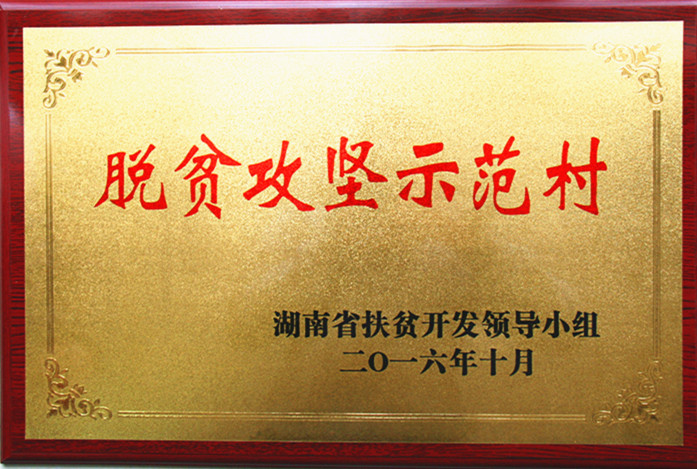 脱贫攻坚示范村
湖南省扶贫开发领导小组
二〇一六年十月